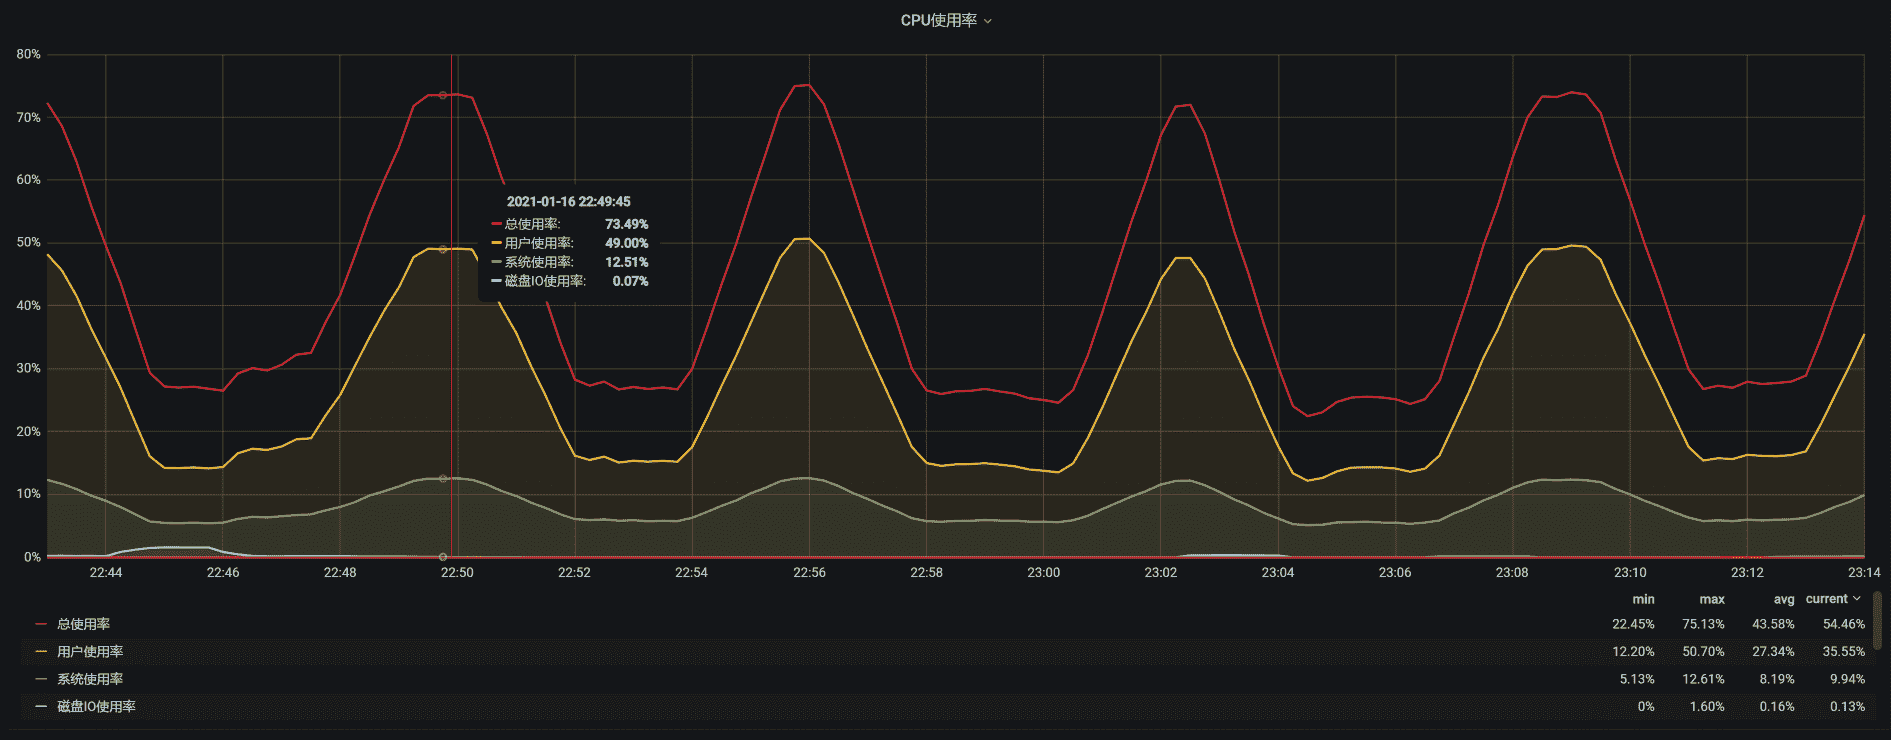 CPU使用率
80%
70%
60%
50%
40%
30%
20%
10%
0%
2021-01-16 22:49:45
总使用率: 73.49%
用户使用率: 49.00%
系统使用率: 12.51%
磁盘IO使用率: 0.07%
22:44 22:46 22:48 22:50 22:52 22:54 22:56 22:58 23:00 23:02 23:04 23:06 23:08 23:10 23:12 23:14
min max avg current
总使用率 22.45% 75.13% 43.58% 54.46%
用户使用率 12.20% 50.70% 27.34% 35.55%
系统使用率 5.13% 12.61% 8.19% 9.94%
磁盘IO使用率 0% 1.60% 0.16% 0.13%